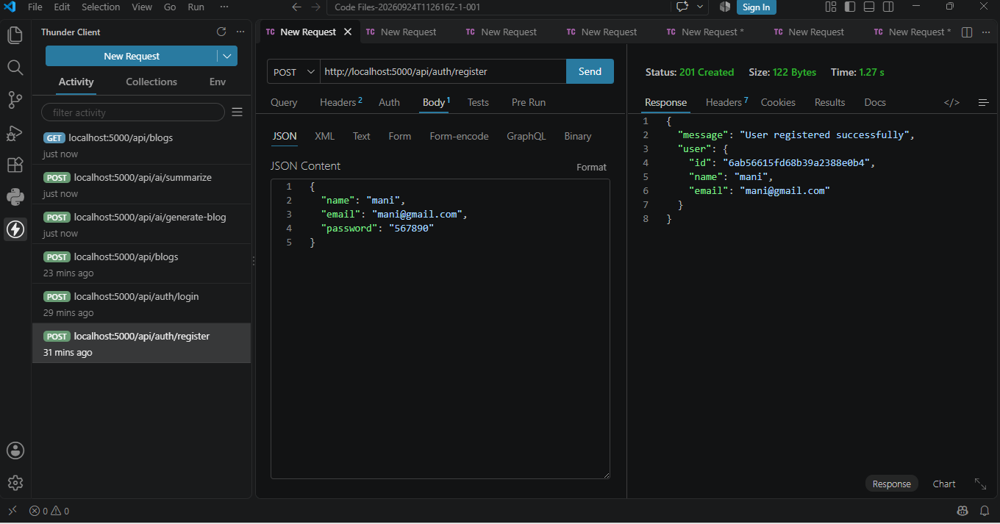 File Edit Selection View Go Run ··· Code Files-20260924T112616Z-1-001 Sign In
Thunder Client
New Request
Activity Collections Env
filter activity
GET localhost:5000/api/blogs
just now
POST localhost:5000/api/ai/summarize
just now
POST localhost:5000/api/ai/generate-blog
just now
POST localhost:5000/api/blogs
23 mins ago
POST localhost:5000/api/auth/login
29 mins ago
POST localhost:5000/api/auth/register
31 mins ago
TC New Request TC New Request TC New Request TC New Request TC New Request * TC New Request TC New Request *
POST http://localhost:5000/api/auth/register Send
Query Headers 2 Auth Body 1 Tests Pre Run
JSON XML Text Form Form-encode GraphQL Binary
JSON Content Format
1 {
2 "name": "mani",
3 "email": "mani@gmail.com",
4 "password": "567890"
5 }
Status: 201 Created Size: 122 Bytes Time: 1.27 s
Response Headers 7 Cookies Results Docs </>
1 {
2 "message": "User registered successfully",
3 "user": {
4 "id": "6ab56615fd68b39a2388e0b4",
5 "name": "mani",
6 "email": "mani@gmail.com"
7 }
8 }
Response Chart
0 0